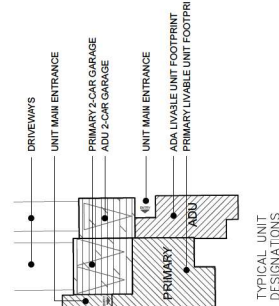 DRIVEWAYS
UNIT MAIN ENTRANCE
PRIMARY 2-CAR GARAGE
ADU 2-CAR GARAGE
UNIT MAIN ENTRANCE
ADA LIVABLE UNIT FOOTPRINT
PRIMARY LIVABLE UNIT FOOTPRI
PRIMARY
ADU
TYPICAL UNIT
DESIGNATIONS